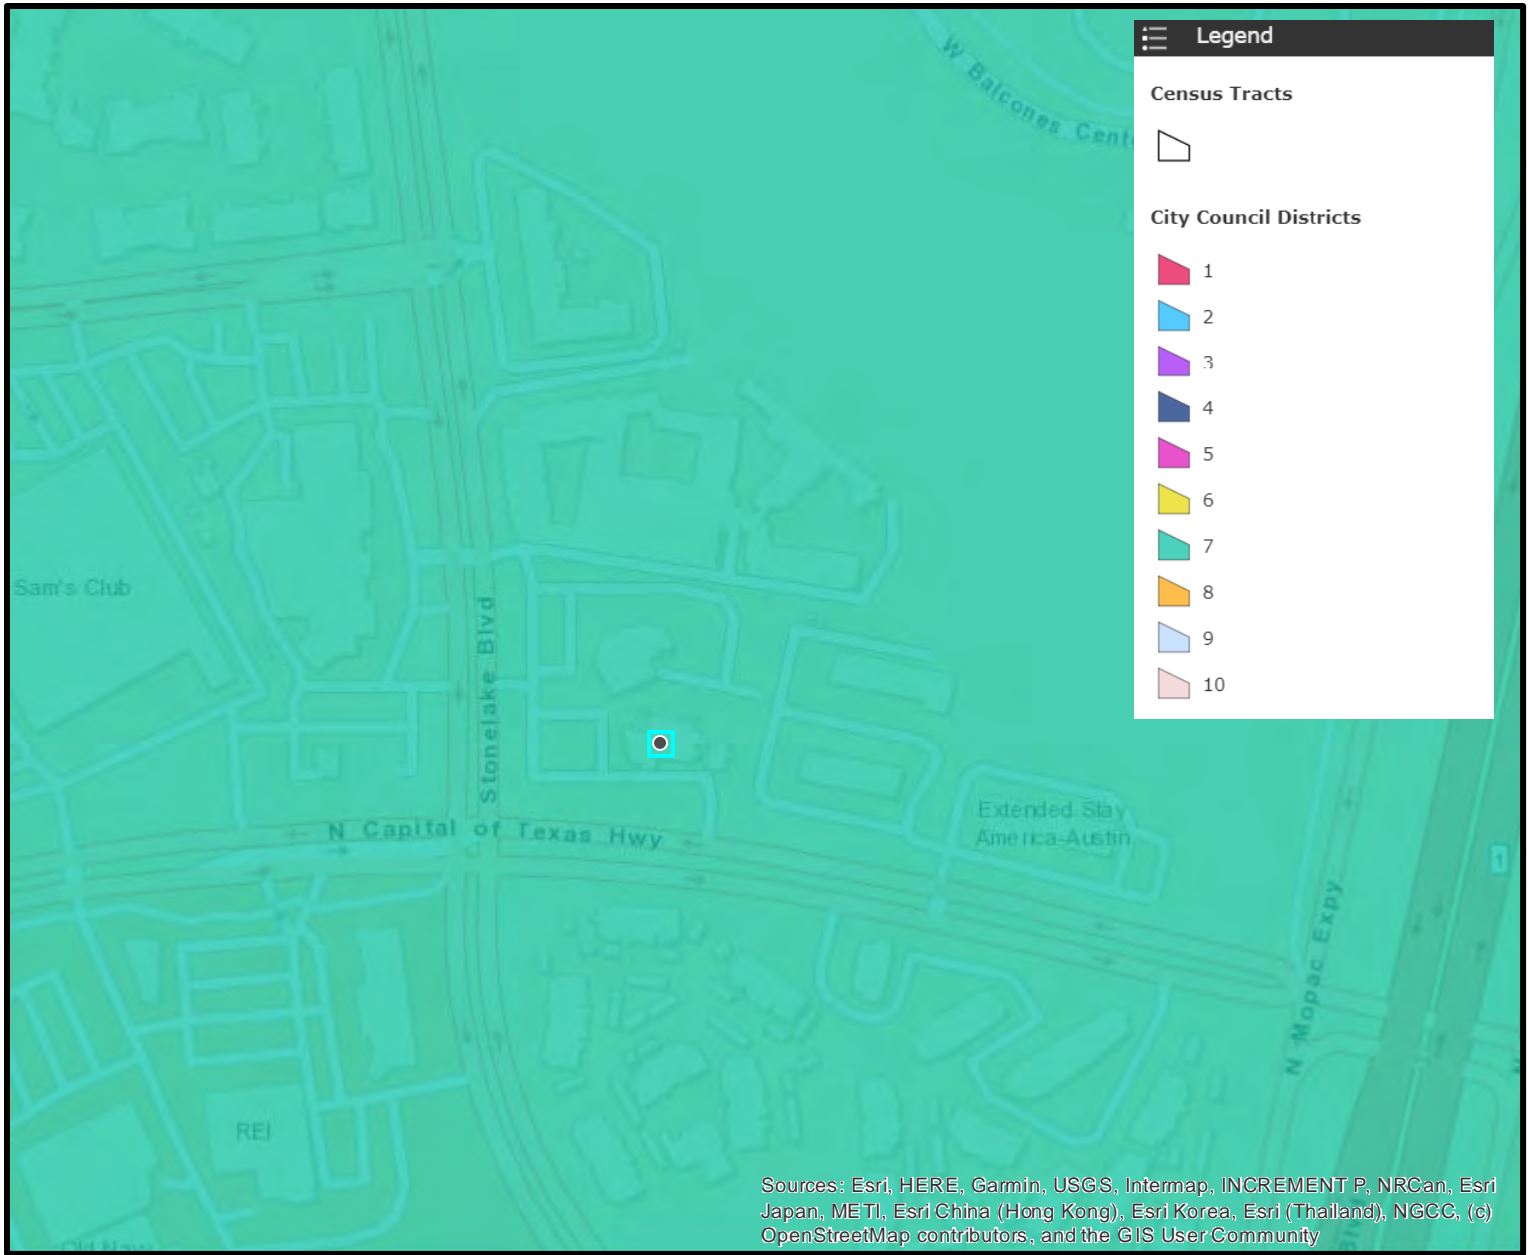 Legend
Census Tracts
City Council Districts
1
2
3
4
5
6
7
8
9
10
W Balcones
Sam's Club
Stonelake Blvd
N Capital of Texas Hwy
Extended Stay
America-Austin
1
N Mopac Expy
REI
Blvd
Sources: Esri, HERE, Garmin, USGS, Intermap, INCREMENT P, NRCan, Esri
Japan, METI, Esri China (Hong Kong), Esri Korea, Esri (Thailand), NGCC, (c)
OpenStreetMap contributors, and the GIS User Community